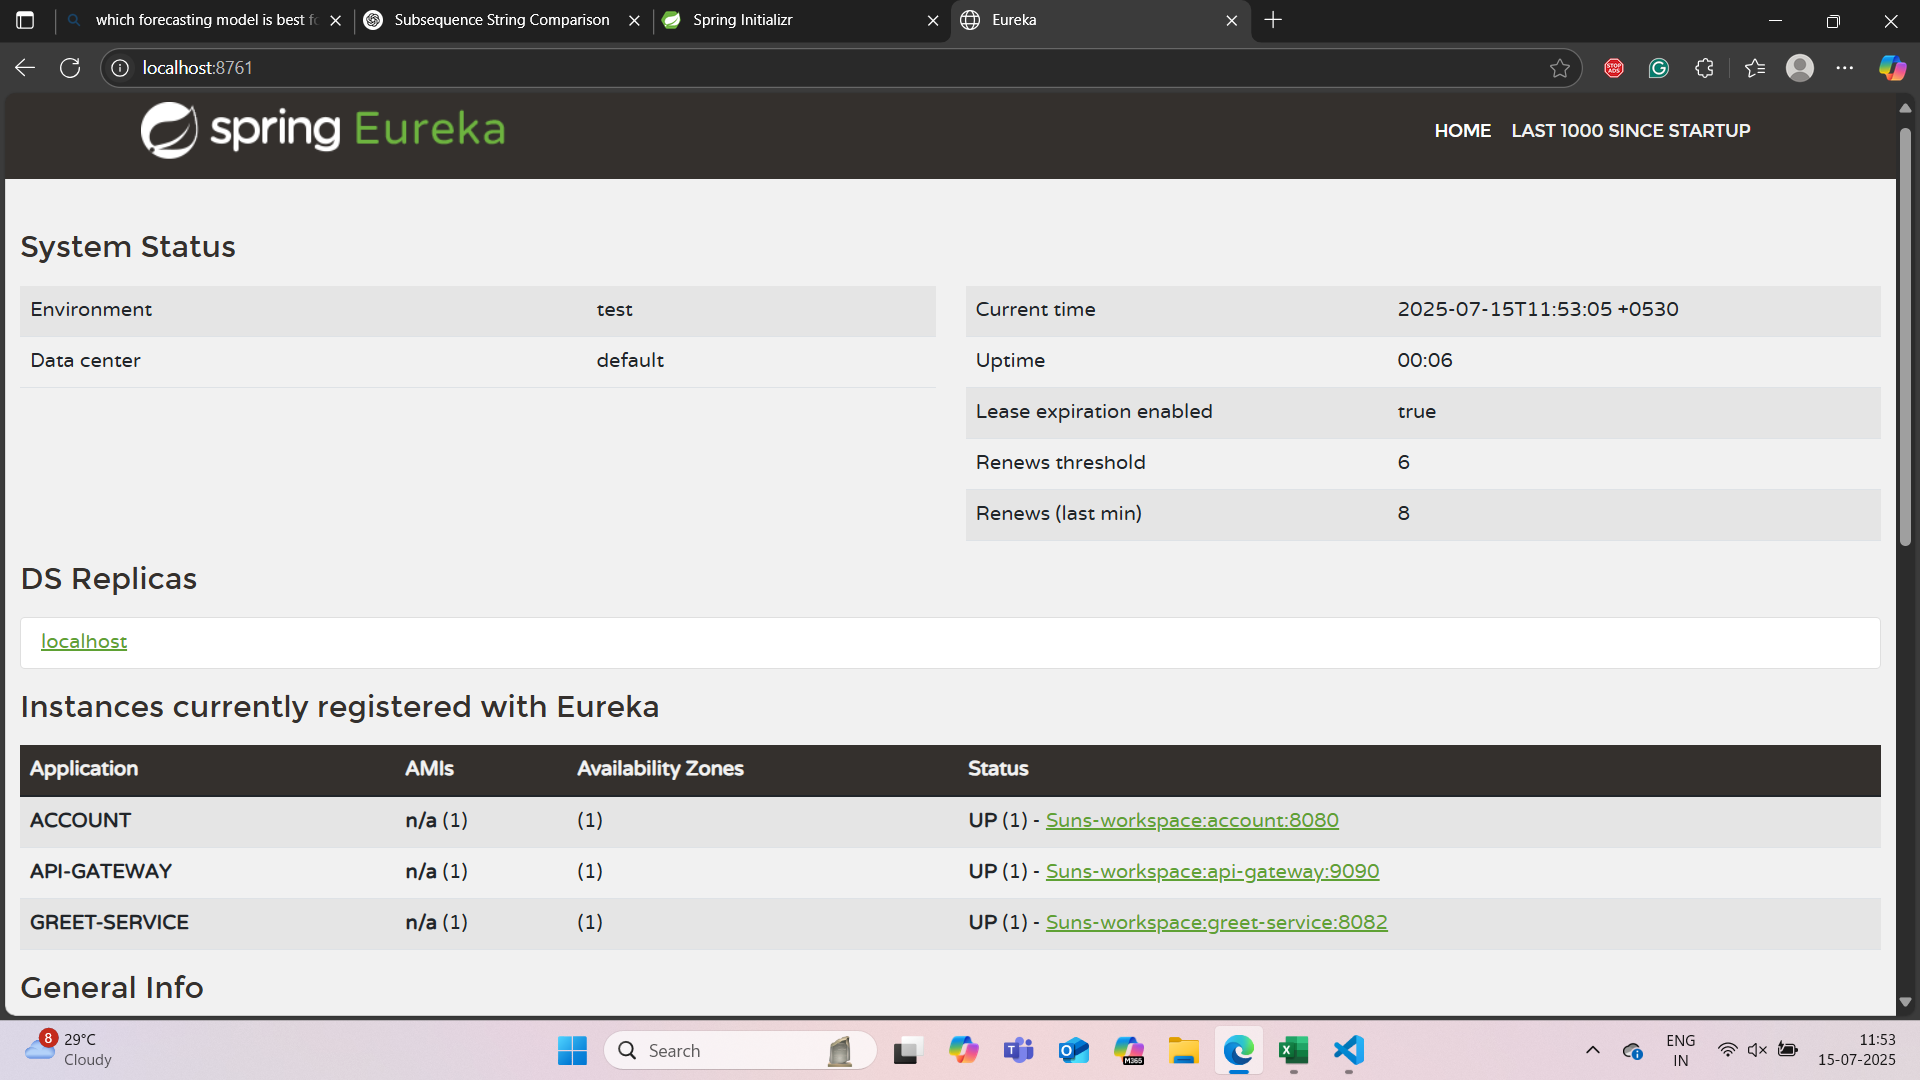 which forecasting model is best fo
Subsequence String Comparison
Spring Initializr
Eureka
localhost:8761
STOP ADS
spring Eureka
HOME LAST 1000 SINCE STARTUP
System Status
Environment test
Data center default
Current time 2025-07-15T11:53:05 +0530
Uptime 00:06
Lease expiration enabled true
Renews threshold 6
Renews (last min) 8
DS Replicas
localhost
Instances currently registered with Eureka
Application AMIs Availability Zones Status
ACCOUNT n/a (1) (1) UP (1) - Suns-workspace:account:8080
API-GATEWAY n/a (1) (1) UP (1) - Suns-workspace:api-gateway:9090
GREET-SERVICE n/a (1) (1) UP (1) - Suns-workspace:greet-service:8082
General Info
8
29°C
Cloudy
Search
M365
ENG
IN
11:53
15-07-2025